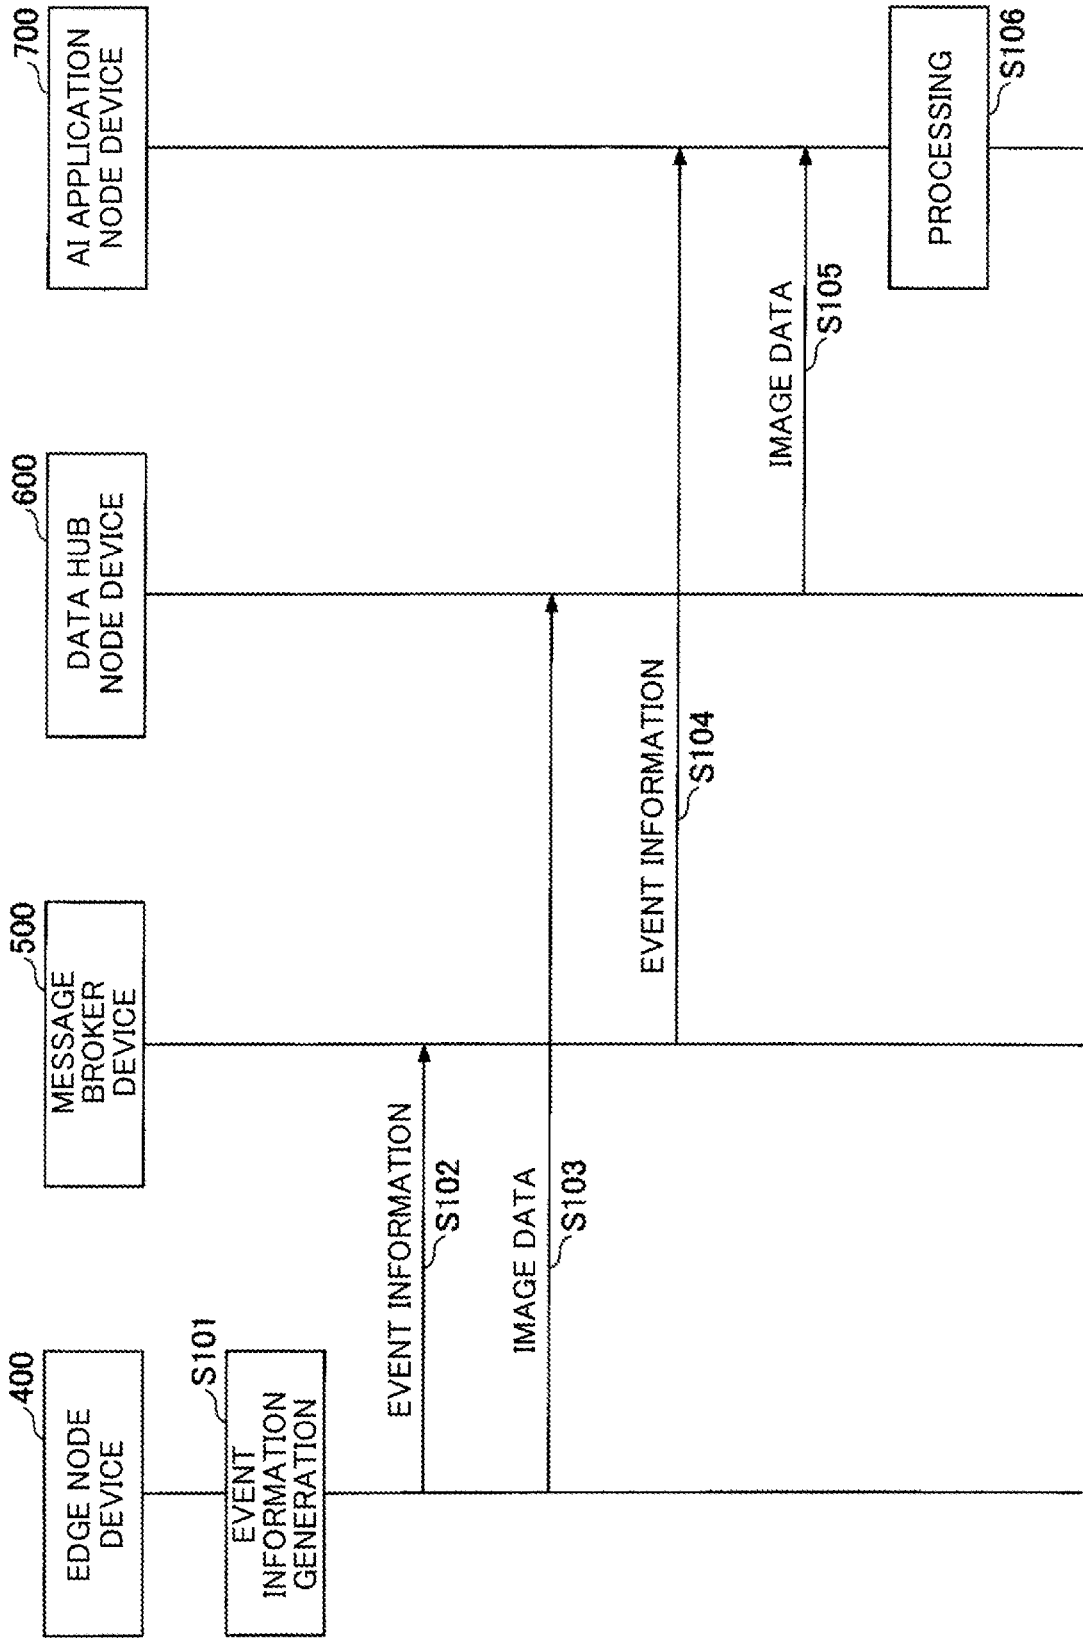 400
EDGE NODE
DEVICE
500
MESSAGE
BROKER
DEVICE
600
DATA HUB
NODE DEVICE
700
AI APPLICATION
NODE DEVICE
S101
EVENT
INFORMATION
GENERATION
EVENT INFORMATION
S102
IMAGE DATA
S103
EVENT INFORMATION
S104
IMAGE DATA
S105
PROCESSING
S106